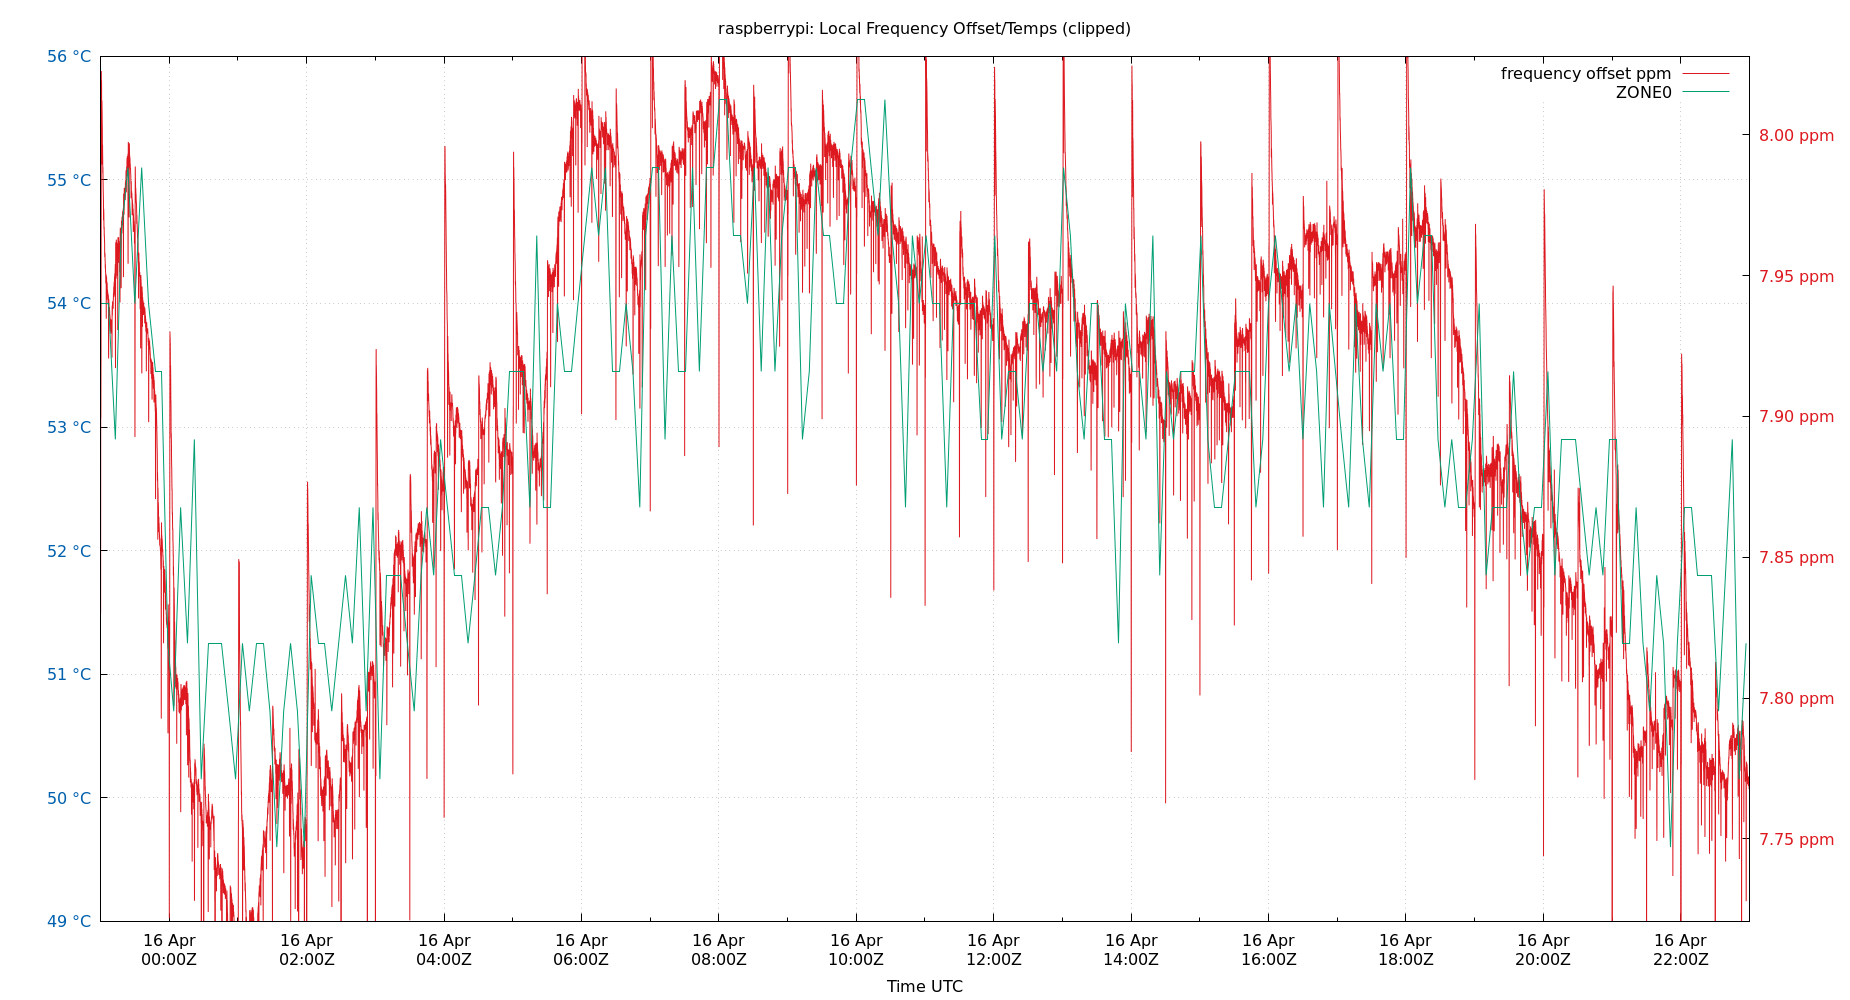 raspberrypi: Local Frequency Offset/Temps (clipped)
56 °C
frequency offset ppm
ZONE0
8.00 ppm
55 °C
7.95 ppm
54 °C
53 °C
7.90 ppm
52 °C
7.85 ppm
51 °C
7.80 ppm
50 °C
7.75 ppm
49 °C
16 Apr 16 Apr 16 Apr 16 Apr 16 Apr 16 Apr 16 Apr 16 Apr 16 Apr 16 Apr 16 Apr 16 Apr
00:00Z 02:00Z 04:00Z 06:00Z 08:00Z 10:00Z 12:00Z 14:00Z 16:00Z 18:00Z 20:00Z 22:00Z
Time UTC